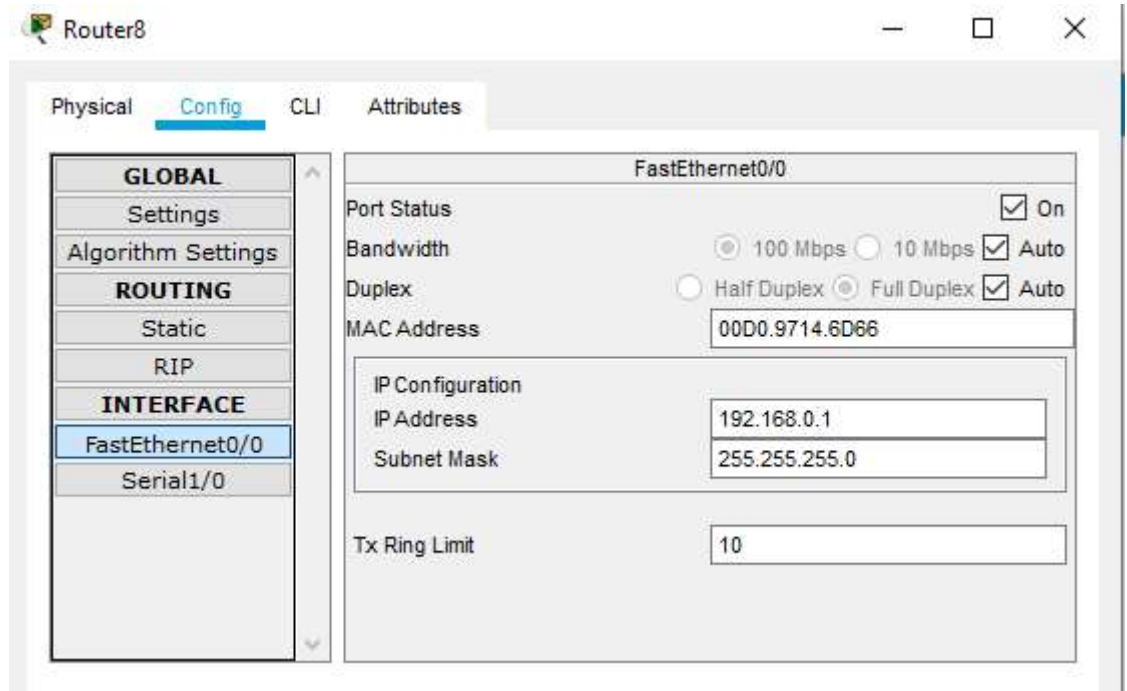 Router8
Physical Config CLI Attributes
GLOBAL
Settings
Algorithm Settings
ROUTING
Static
RIP
INTERFACE
FastEthernet0/0
Serial1/0
FastEthernet0/0
Port Status On
Bandwidth 100 Mbps 10 Mbps Auto
Duplex Half Duplex Full Duplex Auto
MAC Address 00D0.9714.6D66
IP Configuration
IP Address 192.168.0.1
Subnet Mask 255.255.255.0
Tx Ring Limit 10